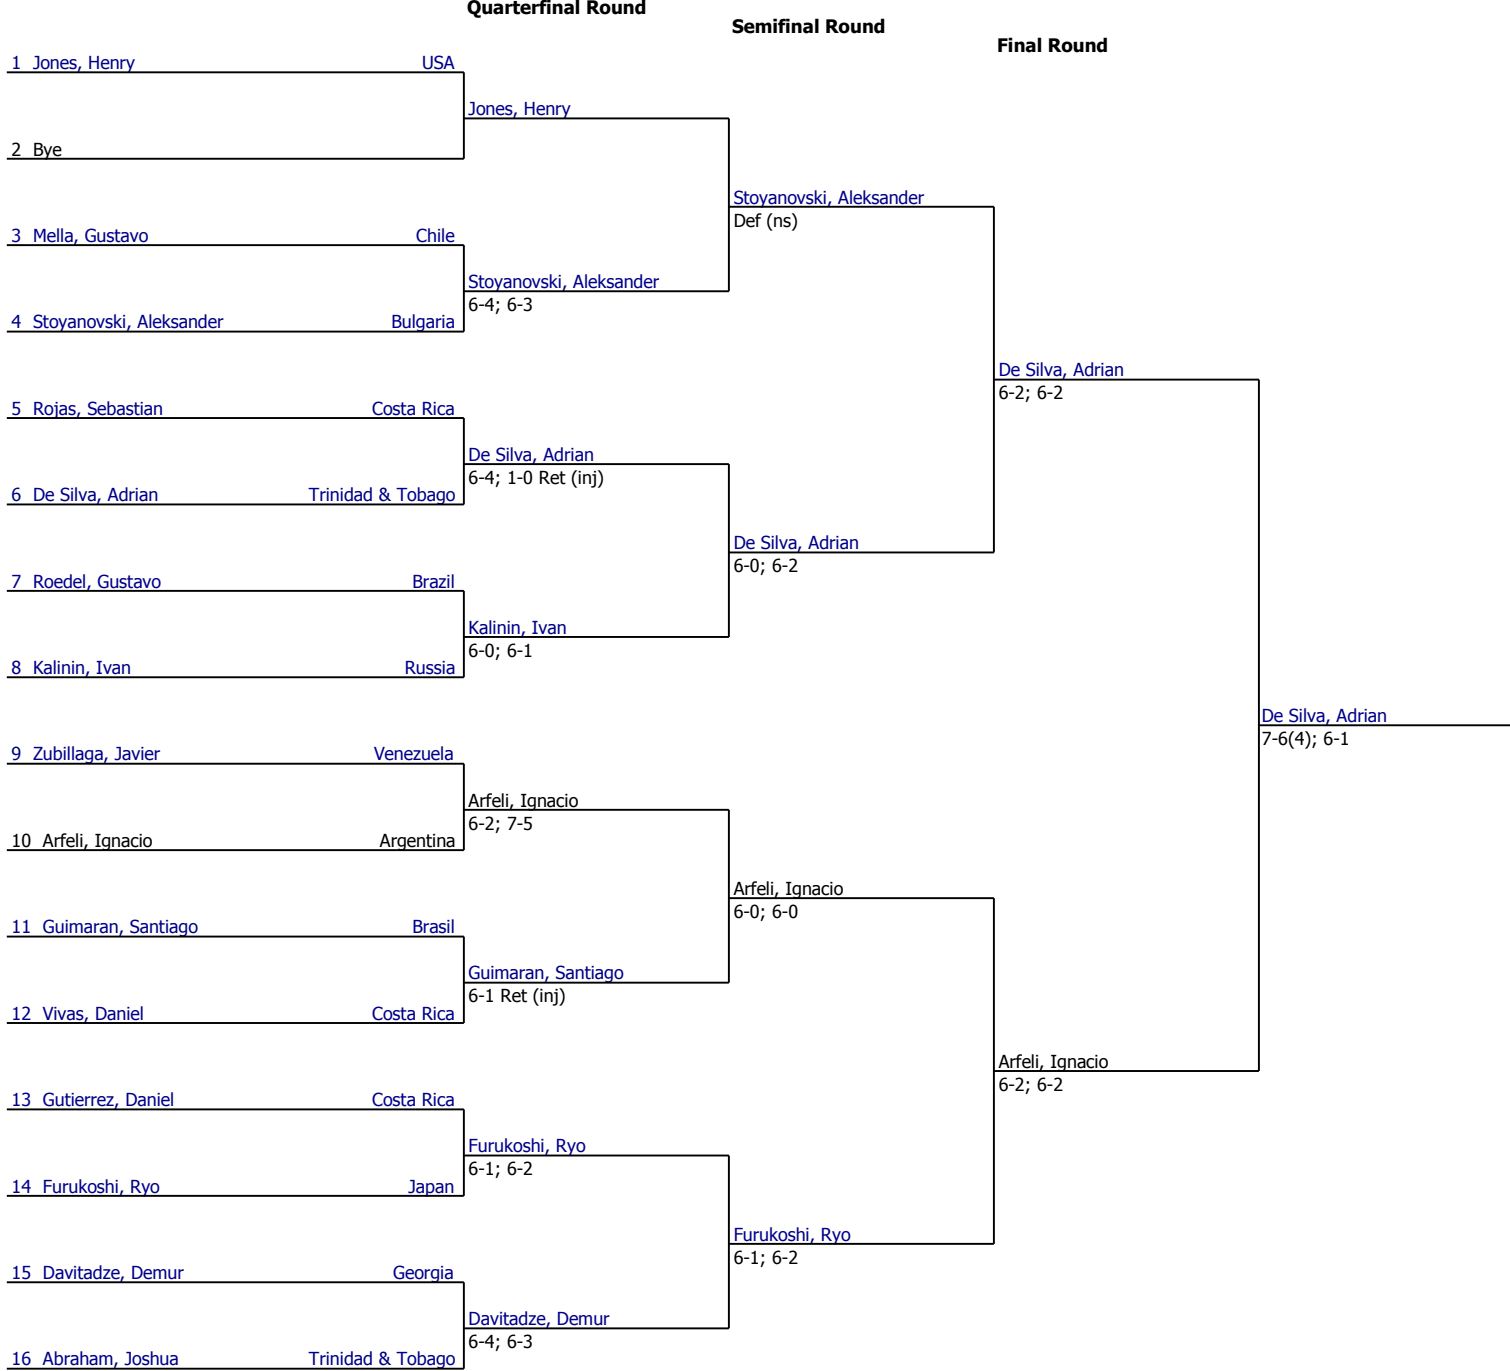 Quarterfinal Round
Semifinal Round
Final Round
1 Jones, Henry USA
Jones, Henry
2 Bye
Stoyanovski, Aleksander
Def (ns)
3 Mella, Gustavo Chile
Stoyanovski, Aleksander
6-4; 6-3
4 Stoyanovski, Aleksander Bulgaria
De Silva, Adrian
6-2; 6-2
5 Rojas, Sebastian Costa Rica
De Silva, Adrian
6-4; 1-0 Ret (inj)
6 De Silva, Adrian Trinidad & Tobago
De Silva, Adrian
6-0; 6-2
7 Roedel, Gustavo Brazil
Kalinin, Ivan
6-0; 6-1
8 Kalinin, Ivan Russia
De Silva, Adrian
7-6(4); 6-1
9 Zubillaga, Javier Venezuela
Arfeli, Ignacio
6-2; 7-5
10 Arfeli, Ignacio Argentina
Arfeli, Ignacio
6-0; 6-0
11 Guimaran, Santiago Brasil
Guimaran, Santiago
6-1 Ret (inj)
12 Vivas, Daniel Costa Rica
Arfeli, Ignacio
6-2; 6-2
13 Gutierrez, Daniel Costa Rica
Furukoshi, Ryo
6-1; 6-2
14 Furukoshi, Ryo Japan
Furukoshi, Ryo
6-1; 6-2
15 Davitadze, Demur Georgia
Davitadze, Demur
6-4; 6-3
16 Abraham, Joshua Trinidad & Tobago